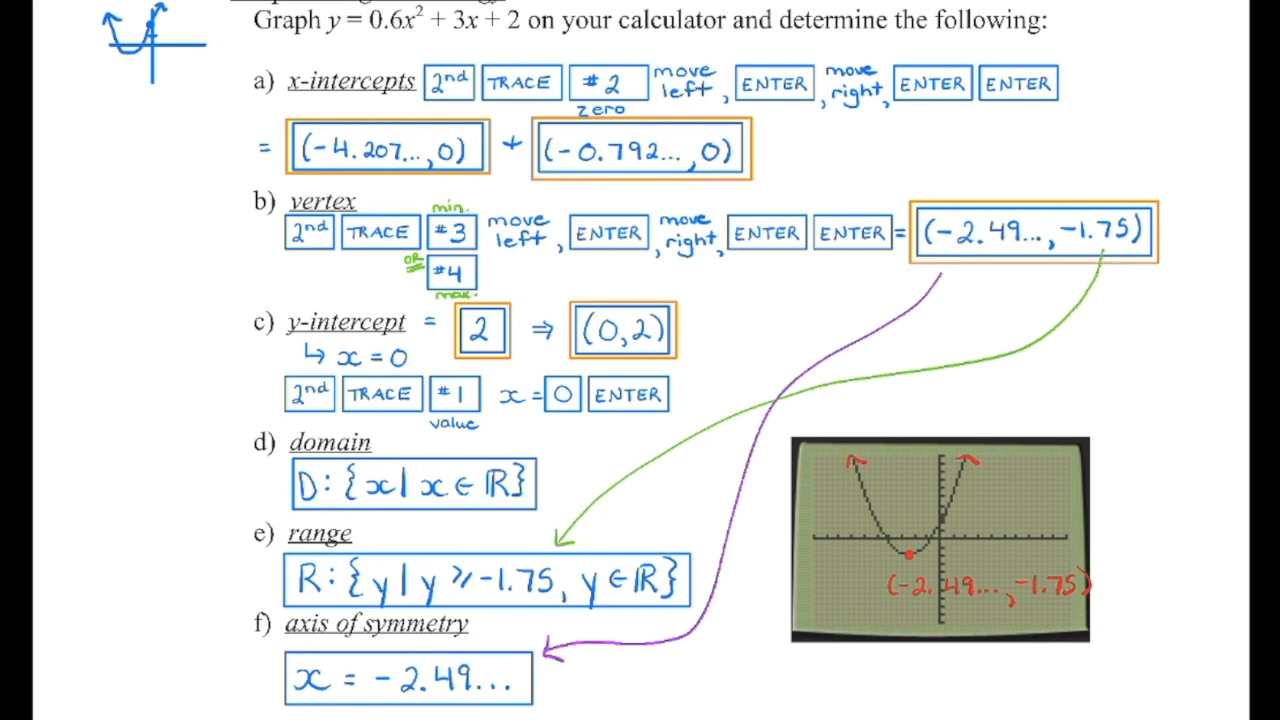 Graph y = 0.6x² + 3x + 2 on your calculator and determine the following:
a) x-intercepts 2nd TRACE #2 zero move left, ENTER, move right, ENTER ENTER
= (-4.207..., 0) + (-0.792..., 0)
b) vertex
2nd TRACE min. #3 move left, ENTER, move right, ENTER ENTER = (-2.49..., -1.75)
OR #4 max.
c) y-intercept = 2 ⇒ (0,2)
↳ x = 0
2nd TRACE #1 value x = 0 ENTER
d) domain
D: {x | x ∈ ℝ}
e) range
R: {y | y ≥ -1.75, y ∈ ℝ}
(-2.49..., -1.75)
f) axis of symmetry
x = -2.49...